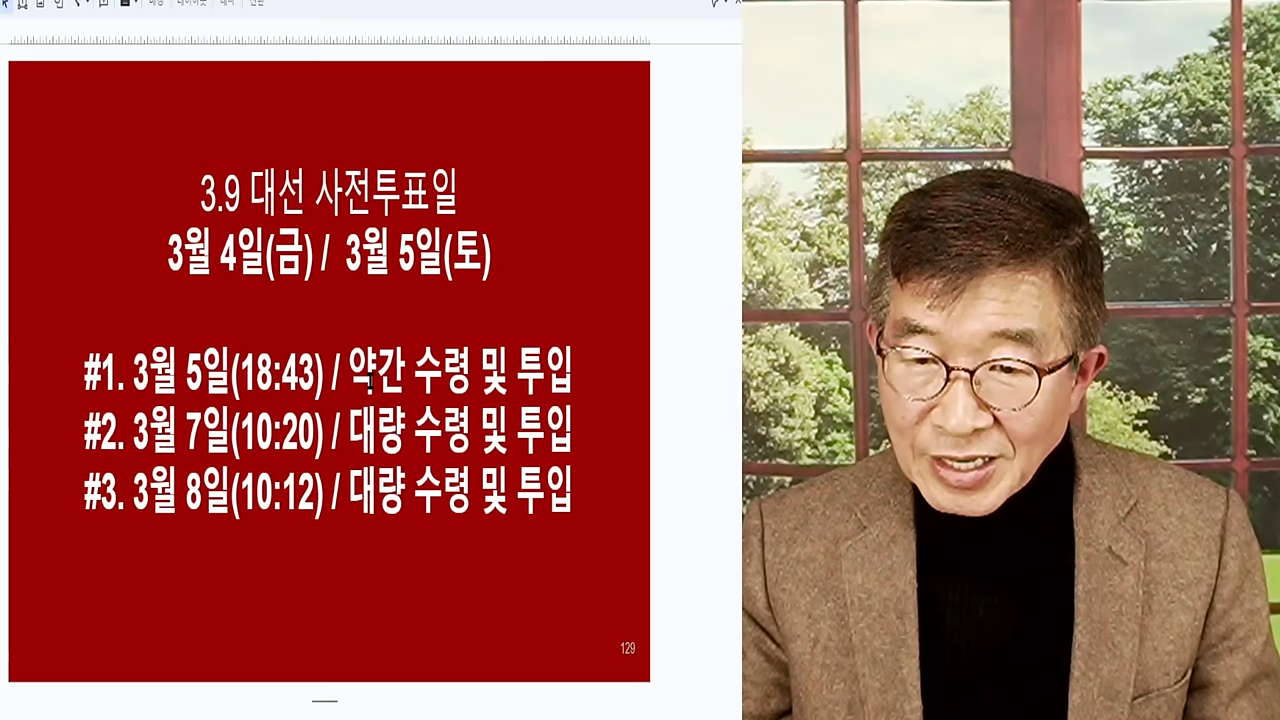 3.9 대선 사전투표일
3월 4일(금) / 3월 5일(토)
#1. 3월 5일(18:43) / 약간 수령 및 투입
#2. 3월 7일(10:20) / 대량 수령 및 투입
#3. 3월 8일(10:12) / 대량 수령 및 투입
129